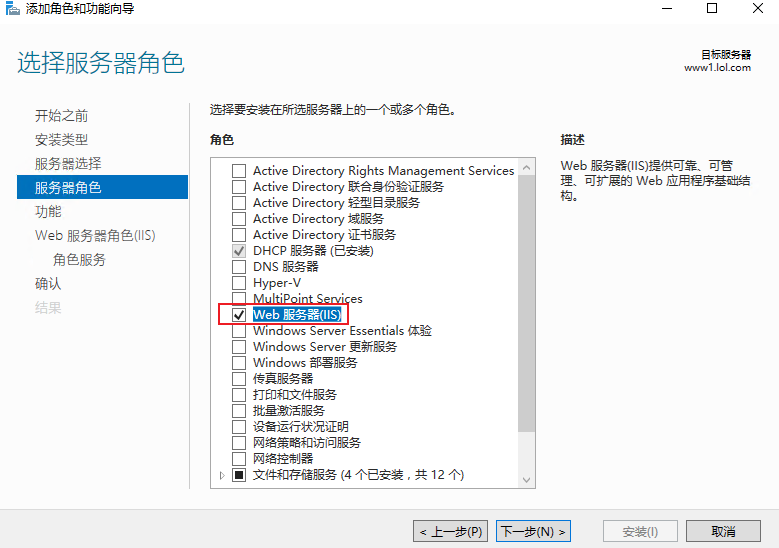 添加角色和功能向导
选择服务器角色
目标服务器
www1.lol.com
开始之前
安装类型
服务器选择
服务器角色
功能
Web 服务器角色(IIS)
角色服务
确认
结果
选择要安装在所选服务器上的一个或多个角色。
角色
Active Directory Rights Management Services
Active Directory 联合身份验证服务
Active Directory 轻型目录服务
Active Directory 域服务
Active Directory 证书服务
DHCP 服务器 (已安装)
DNS 服务器
Hyper-V
MultiPoint Services
Web 服务器(IIS)
Windows Server Essentials 体验
Windows Server 更新服务
Windows 部署服务
传真服务器
打印和文件服务
批量激活服务
设备运行状况证明
网络策略和访问服务
网络控制器
文件和存储服务 (4 个已安装，共 12 个)
描述
Web 服务器(IIS)提供可靠、可管
理、可扩展的 Web 应用程序基础结
构。
< 上一步(P)
下一步(N) >
安装(I)
取消